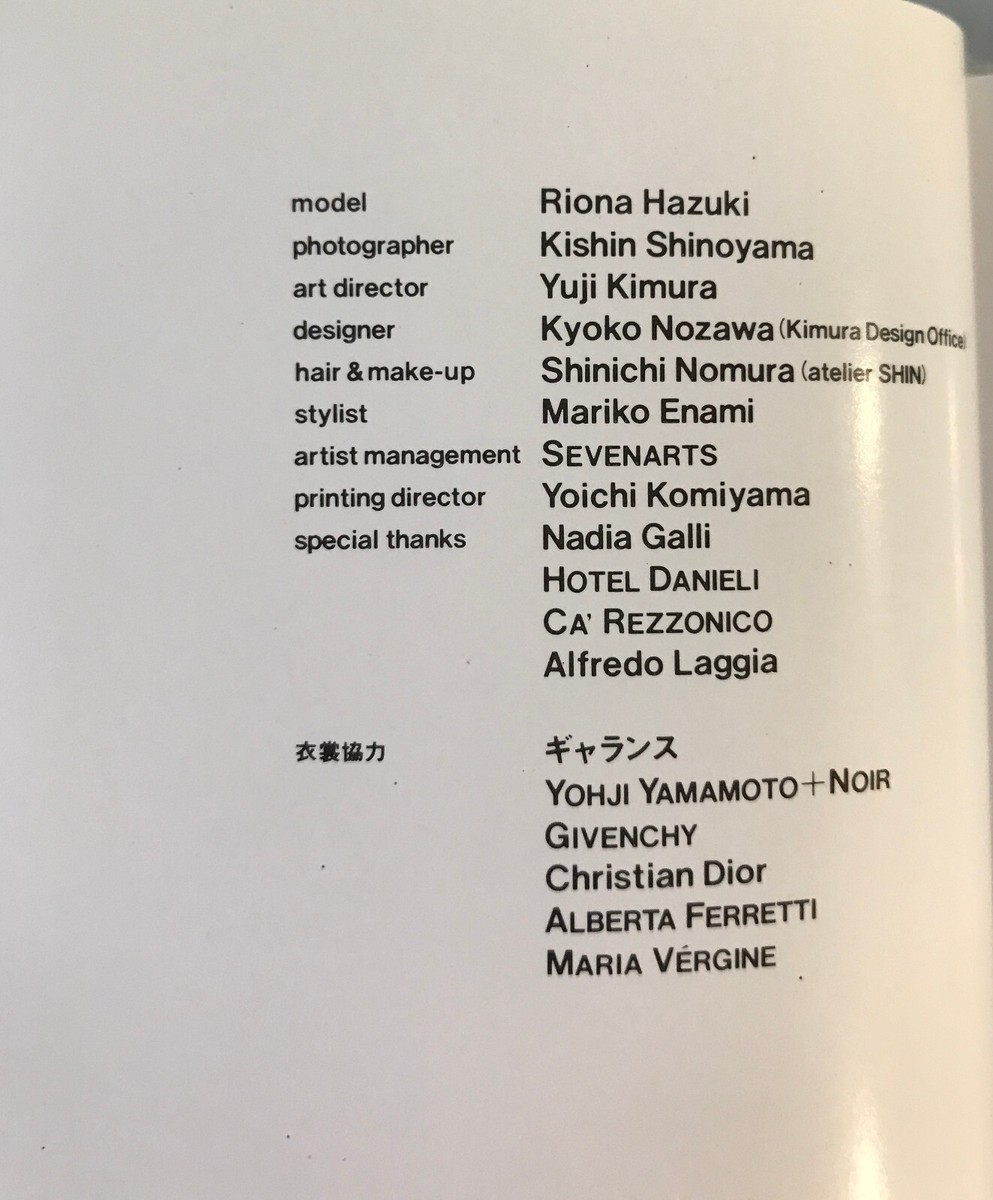 model Riona Hazuki
photographer Kishin Shinoyama
art director Yuji Kimura
designer Kyoko Nozawa (Kimura Design Office)
hair & make-up Shinichi Nomura (atelier SHIN)
stylist Mariko Enami
artist management SEVENARTS
printing director Yoichi Komiyama
special thanks Nadia Galli
HOTEL DANIELI
CA' REZZONICO
Alfredo Laggia
衣裳協力 ギャランス
YOHJI YAMAMOTO+NOIR
GIVENCHY
Christian Dior
ALBERTA FERRETTI
MARIA VÉRGINE